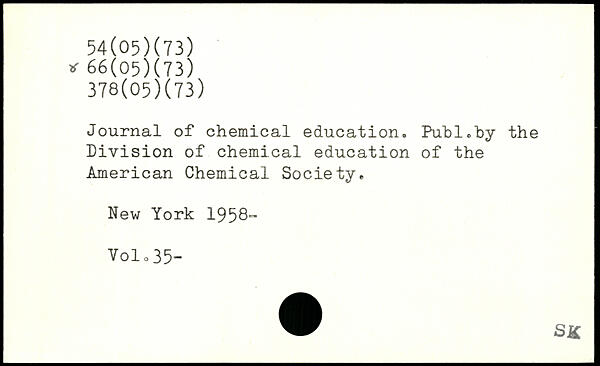 54(05)(73)
४ 66(05)(73)
378(05)(73)
Journal of chemical education. Publ.by the
Division of chemical education of the
American Chemical Society.
New York 1958-
Vol.35-
SK